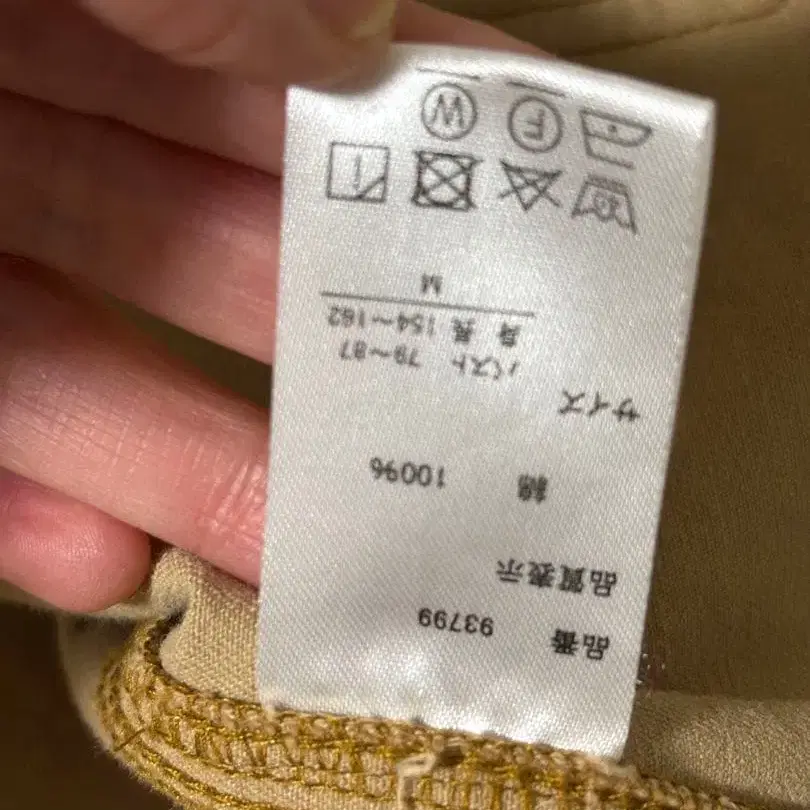 品番 93799
品質表示
綿 100%
サイズ
バスト 79～87
身長 154～162
M
F W